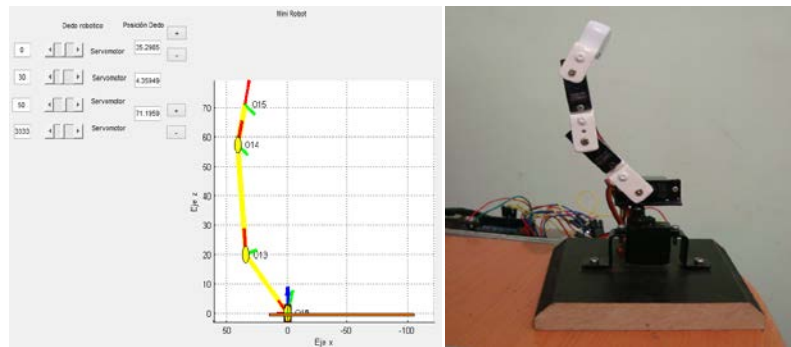 Mini Robot
Dedo robotico
Posición Dedo
0
Servomotor
35.2985
+
-
30
Servomotor
4.35949
50
Servomotor
71.1959
+
-
3333
Servomotor
Eje z
70
60
50
40
30
20
10
0
O15
O14
O13
50
0
-50
-100
Eje x